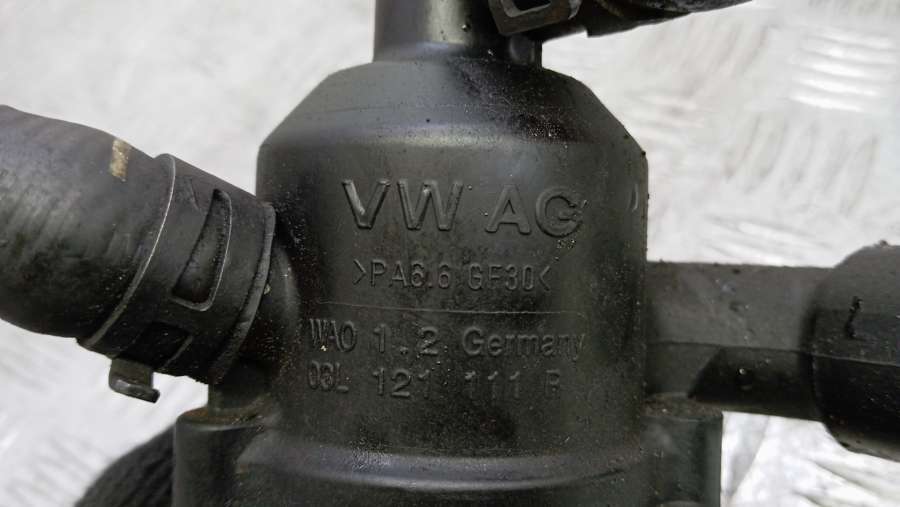 VW AG
>PA6.6 GF30<
WAO 1.2 Germany
03L 121 111 R